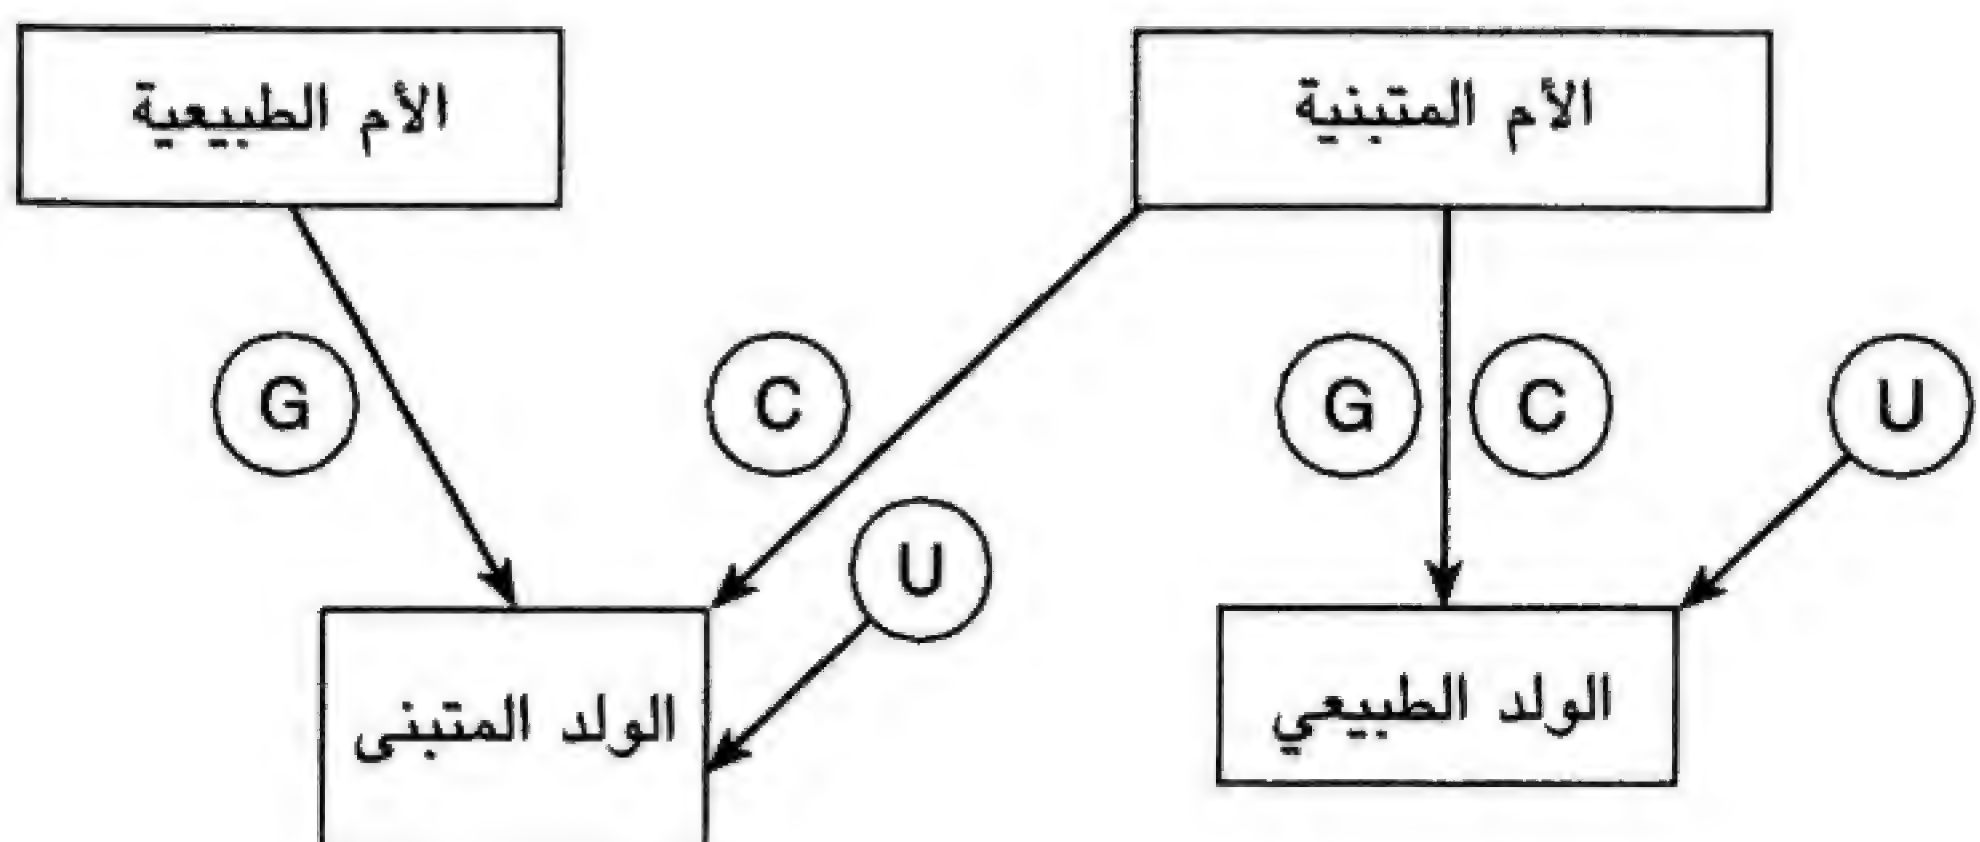 الأم المتبنية
الأم الطبيعية
G
C
G
C
U
U
الولد الطبيعي
الولد المتبنى